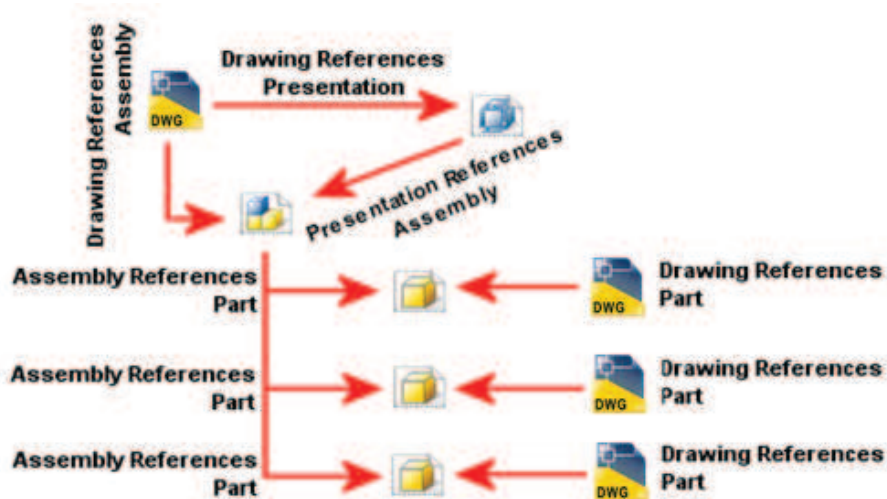 Drawing References
Assembly
Drawing References
Presentation
DWG
Presentation References
Assembly
Assembly References
Part
Drawing References
Part
DWG
Assembly References
Part
Drawing References
Part
DWG
Assembly References
Part
Drawing References
Part
DWG